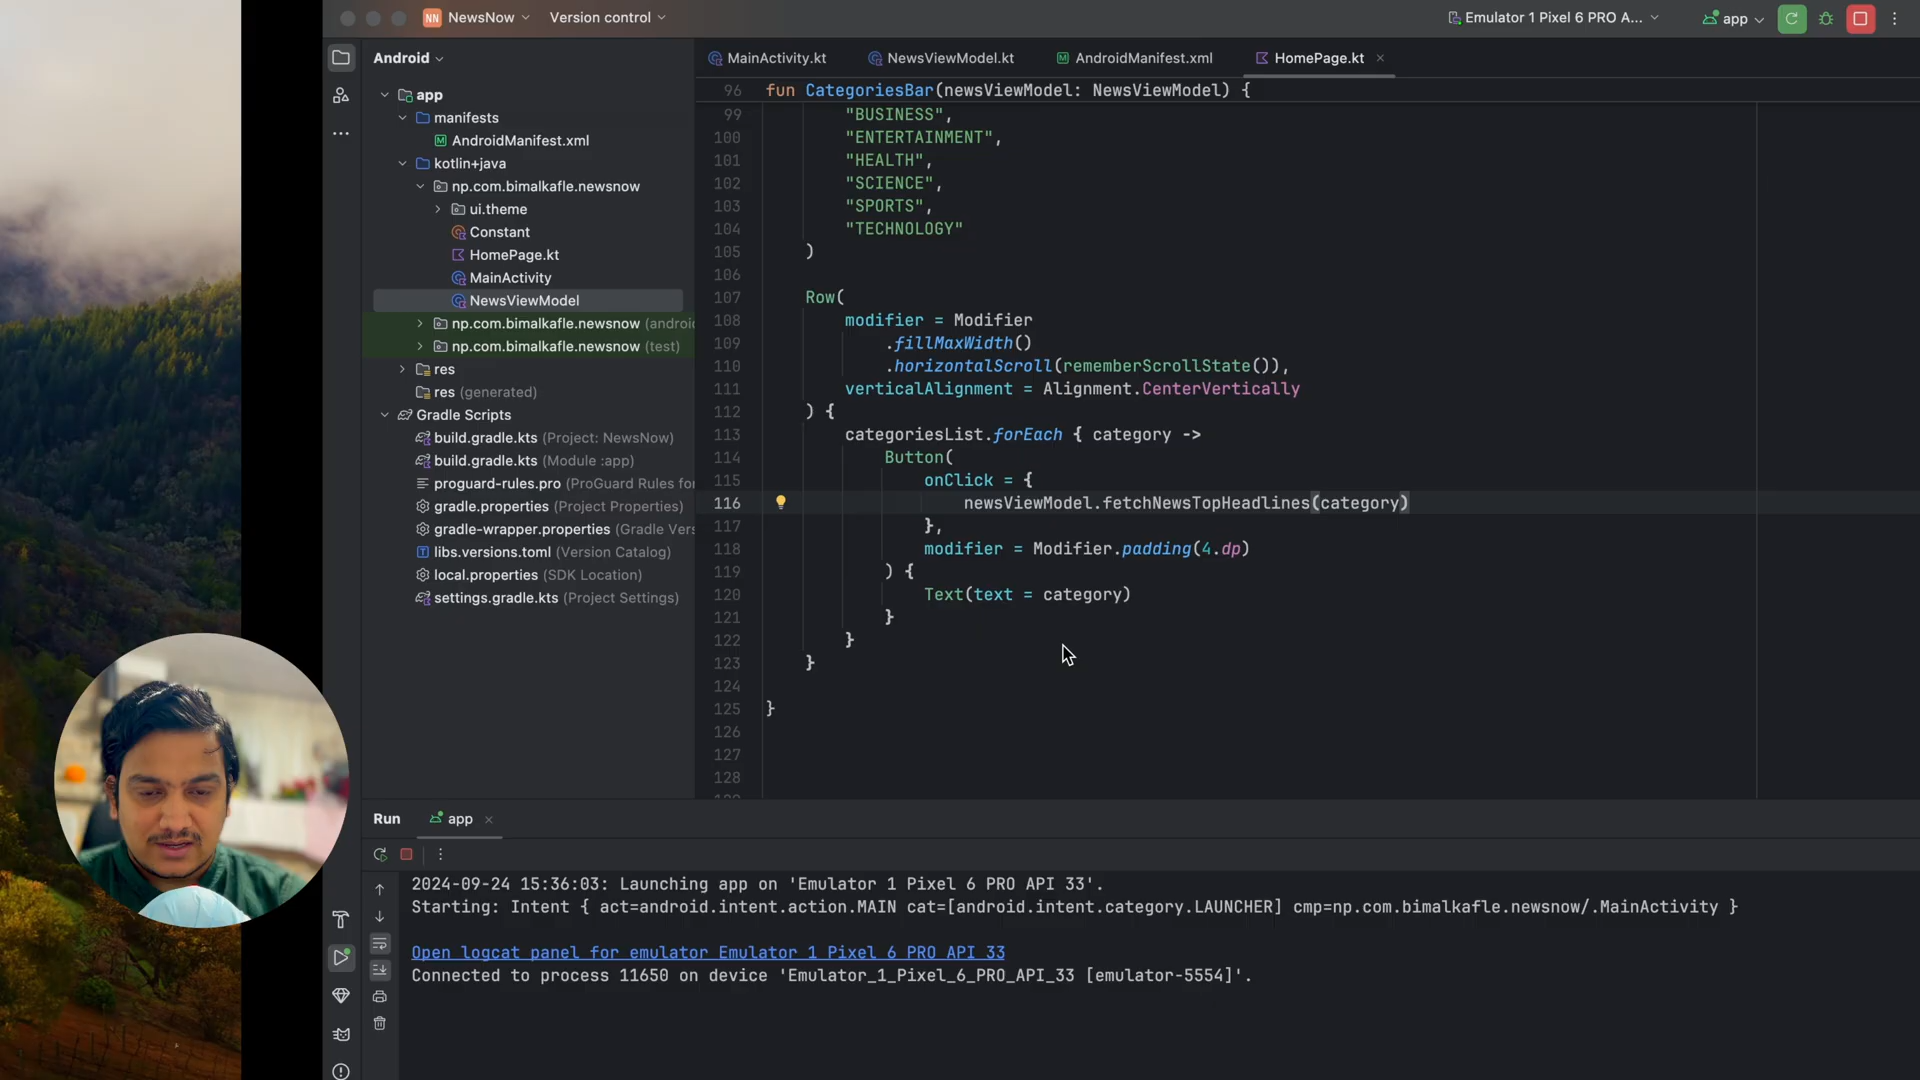 NN NewsNow Version control Emulator 1 Pixel 6 PRO A... app
Android
app
manifests
AndroidManifest.xml
kotlin+java
np.com.bimalkafle.newsnow
ui.theme
Constant
HomePage.kt
MainActivity
NewsViewModel
np.com.bimalkafle.newsnow (androi
np.com.bimalkafle.newsnow (test)
res
res (generated)
Gradle Scripts
build.gradle.kts (Project: NewsNow)
build.gradle.kts (Module :app)
proguard-rules.pro (ProGuard Rules for
gradle.properties (Project Properties)
gradle-wrapper.properties (Gradle Vers
libs.versions.toml (Version Catalog)
local.properties (SDK Location)
settings.gradle.kts (Project Settings)
MainActivity.kt NewsViewModel.kt AndroidManifest.xml HomePage.kt
96 fun CategoriesBar(newsViewModel: NewsViewModel) {
99 "BUSINESS",
100 "ENTERTAINMENT",
101 "HEALTH",
102 "SCIENCE",
103 "SPORTS",
104 "TECHNOLOGY"
105 )
106
107 Row(
108 modifier = Modifier
109 .fillMaxWidth()
110 .horizontalScroll(rememberScrollState()),
111 verticalAlignment = Alignment.CenterVertically
112 ) {
113 categoriesList.forEach { category ->
114 Button(
115 onClick = {
116 newsViewModel.fetchNewsTopHeadlines(category)
117 },
118 modifier = Modifier.padding(4.dp)
119 ) {
120 Text(text = category)
121 }
122 }
123 }
124
125 }
126
127
128
Run app
2024-09-24 15:36:03: Launching app on 'Emulator 1 Pixel 6 PRO API 33'.
Starting: Intent { act=android.intent.action.MAIN cat=[android.intent.category.LAUNCHER] cmp=np.com.bimalkafle.newsnow/.MainActivity }
Open logcat panel for emulator Emulator 1 Pixel 6 PRO API 33
Connected to process 11650 on device 'Emulator_1_Pixel_6_PRO_API_33 [emulator-5554]'.